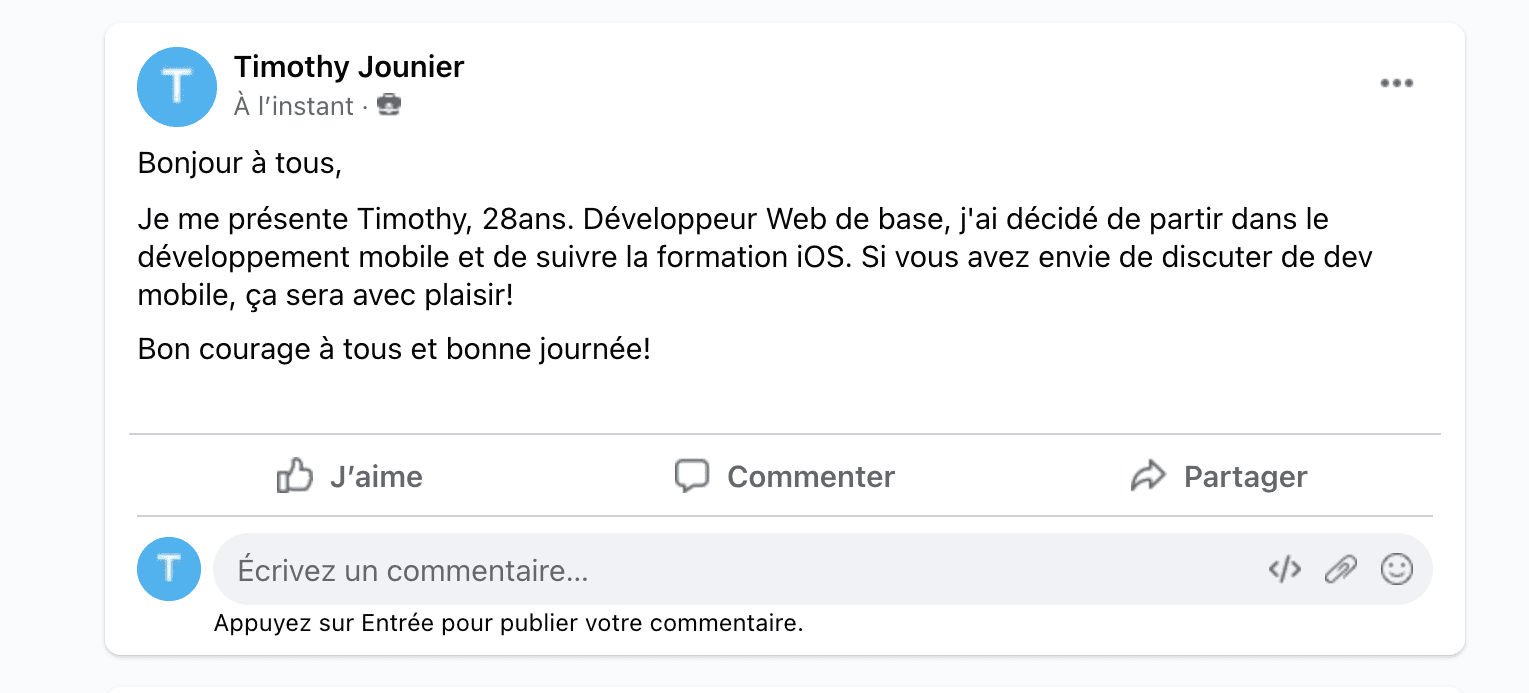 T
Timothy Jounier
À l’instant ·
Bonjour à tous,
Je me présente Timothy, 28ans. Développeur Web de base, j'ai décidé de partir dans le
développement mobile et de suivre la formation iOS. Si vous avez envie de discuter de dev
mobile, ça sera avec plaisir!
Bon courage à tous et bonne journée!
J’aime
Commenter
Partager
T
Écrivez un commentaire...
Appuyez sur Entrée pour publier votre commentaire.